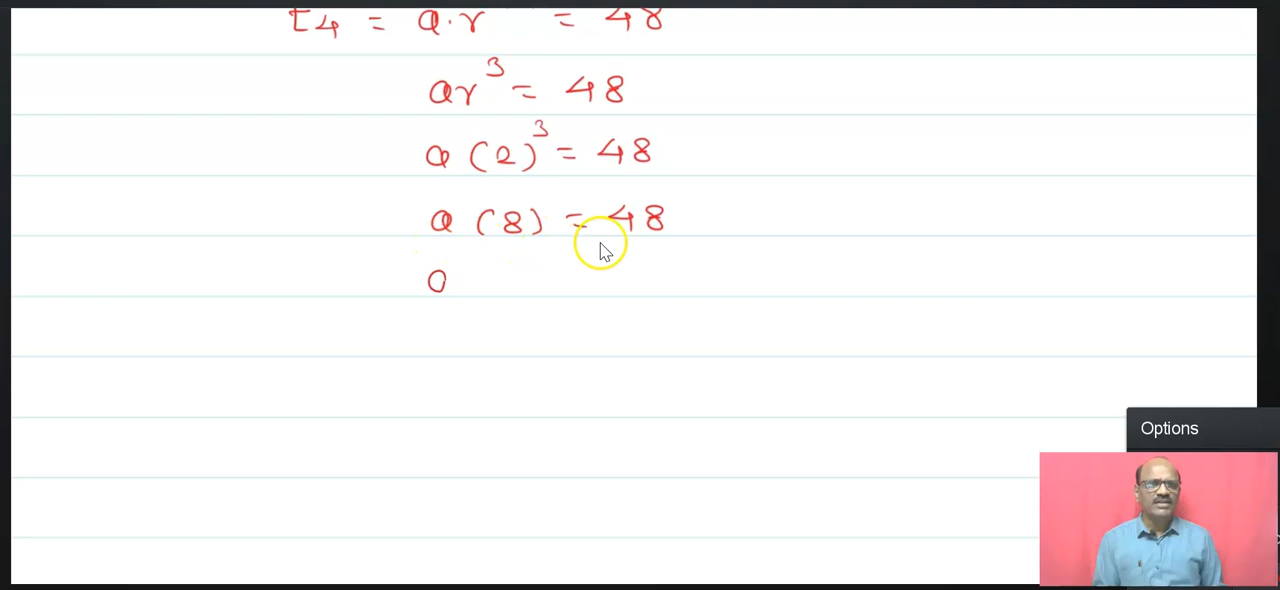 t4 = a.r = 48
ar³ = 48
a (2)³ = 48
a (8) = 48
a
Options